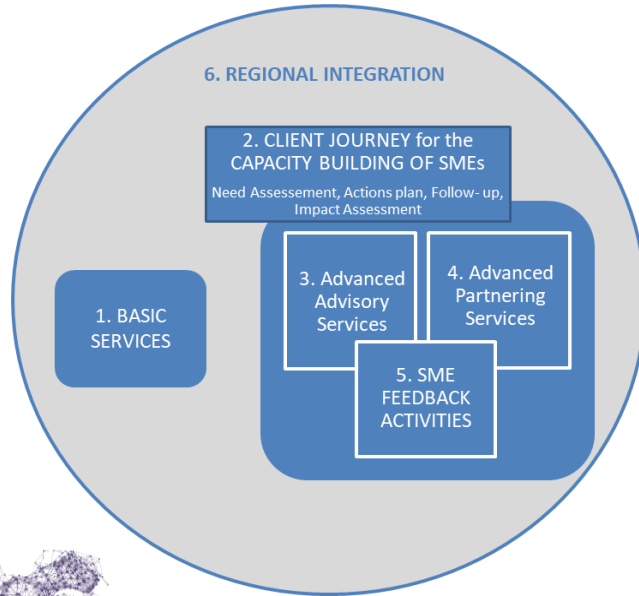 6. REGIONAL INTEGRATION
2. CLIENT JOURNEY for the
CAPACITY BUILDING OF SMEs
Need Assessement, Actions plan, Follow- up,
Impact Assessment
3. Advanced
Advisory
Services
4. Advanced
Partnering
Services
1. BASIC
SERVICES
5. SME
FEEDBACK
ACTIVITIES